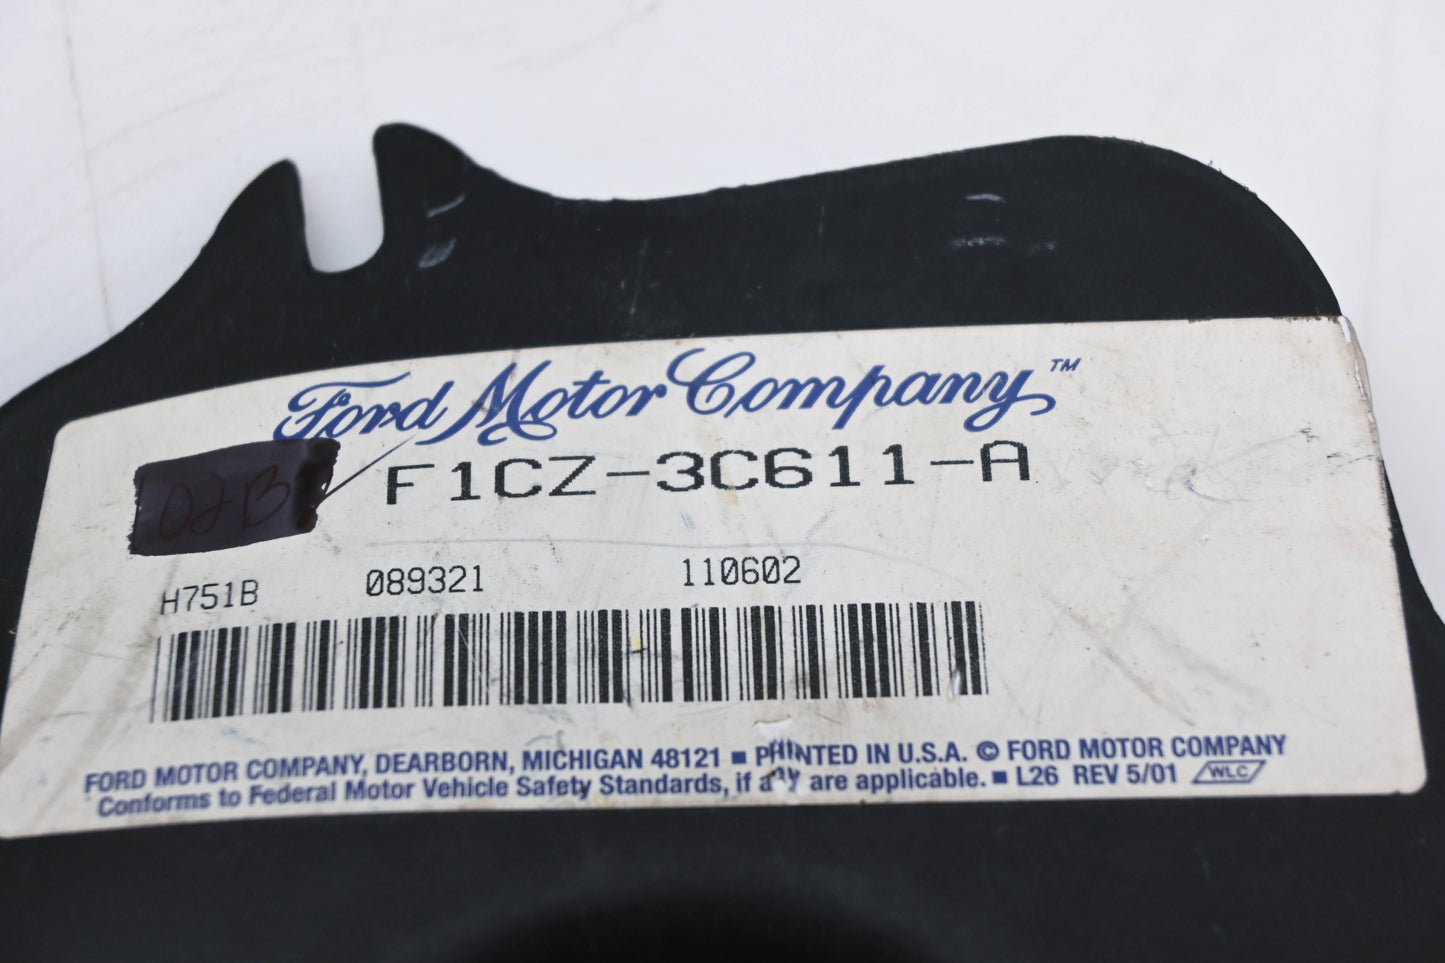 Ford Motor Company™
F1CZ-3C611-A
H751B 089321 110602
FORD MOTOR COMPANY, DEARBORN, MICHIGAN 48121 ■ PRINTED IN U.S.A. © FORD MOTOR COMPANY
Conforms to Federal Motor Vehicle Safety Standards, if any are applicable. ■ L26 REV 5/01 WLC